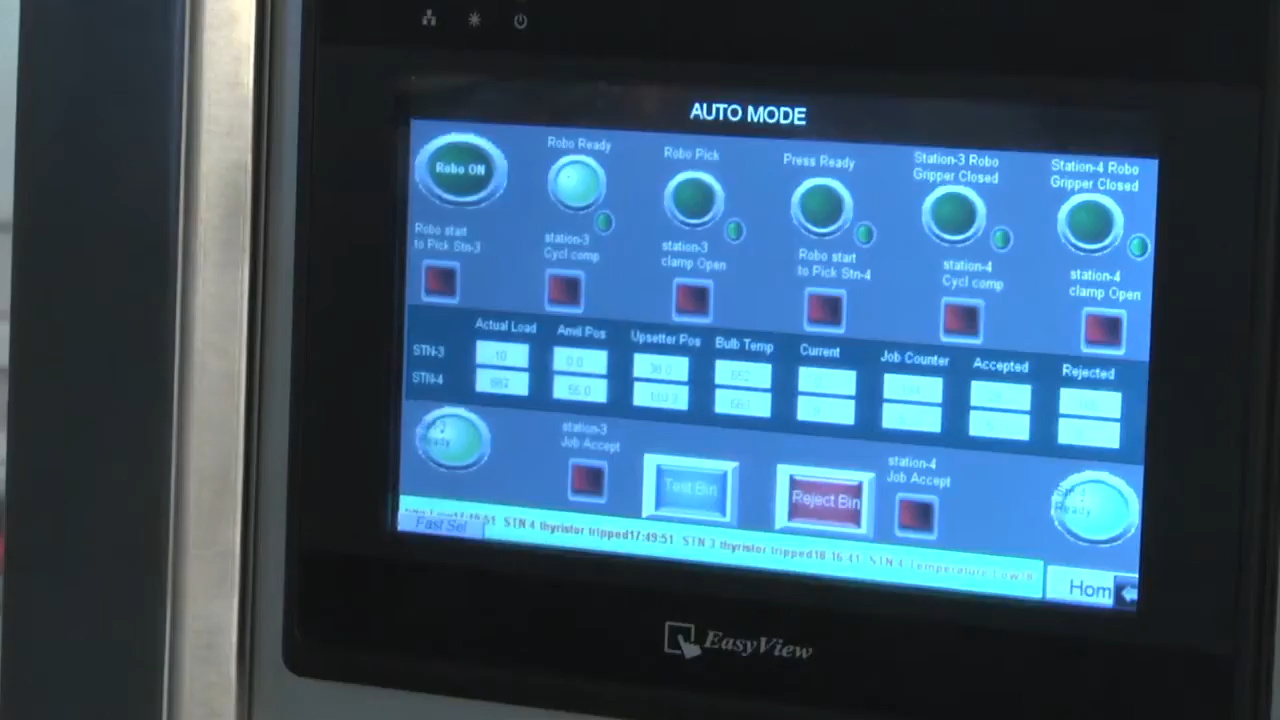 AUTO MODE
Robo ON
Robo Ready
Robo Pick
Press Ready
Station-3 Robo
Gripper Closed
Station-4 Robo
Gripper Closed
Robo start
to Pick Stn-3
station-3
Cycl comp
station-3
clamp Open
Robo start
to Pick Stn-4
station-4
Cycl comp
station-4
clamp Open
Actual Load Anvil Pos Upsetter Pos Bulb Temp Current Job Counter Accepted Rejected
STN-3 0.0
STN-4
Ready
station-3
Job Accept
Test Bin
Reject Bin
station-4
Job Accept
Ready
STN 4 thyristor tripped17:49:51 STN 3 thyristor tripped18:16:41 STN 4 Temperature Low
Fast Sel
Hom
EasyView